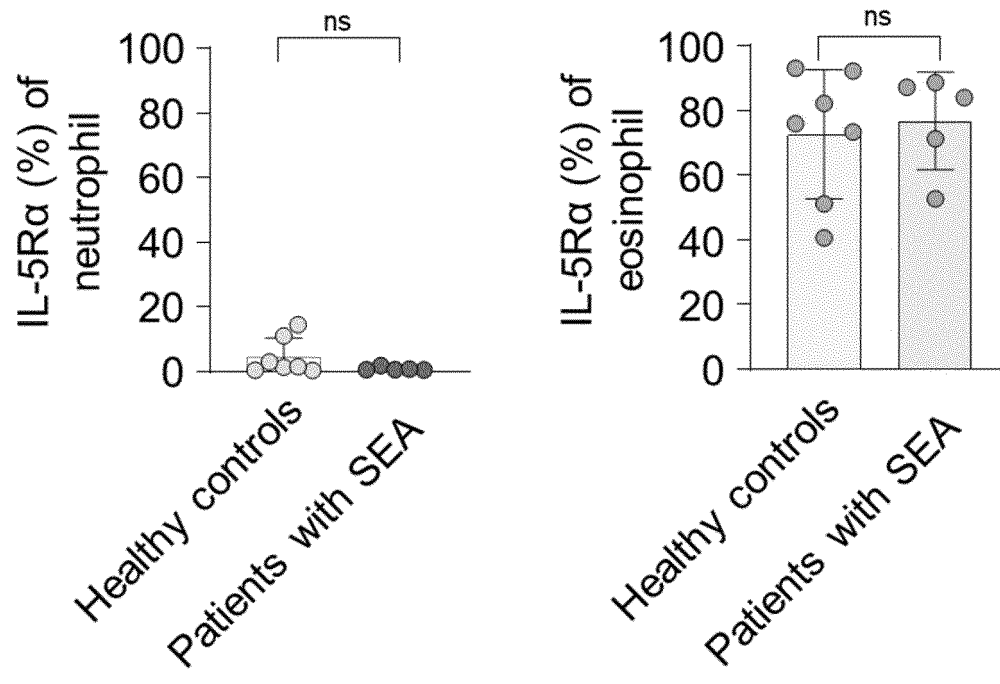 ns
IL-5Rα (%) of
neutrophil
100
80
60
40
20
0
Healthy controls
Patients with SEA
ns
IL-5Rα (%) of
eosinophil
100
80
60
40
20
0
Healthy controls
Patients with SEA